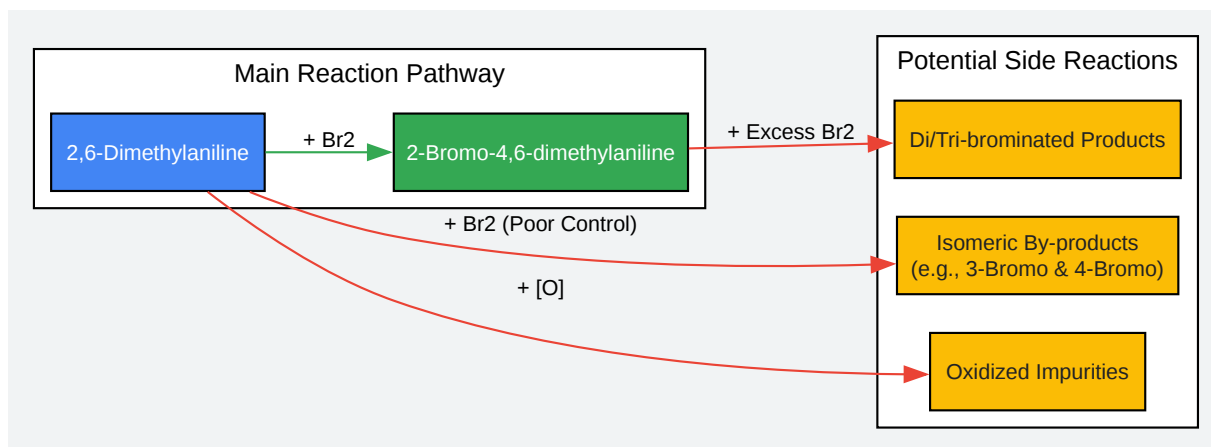 Main Reaction Pathway
2,6-Dimethylaniline
+ Br2
2-Bromo-4,6-dimethylaniline
+ Excess Br2
+ Br2 (Poor Control)
+ [O]
Potential Side Reactions
Di/Tri-brominated Products
Isomeric By-products
(e.g., 3-Bromo & 4-Bromo)
Oxidized Impurities